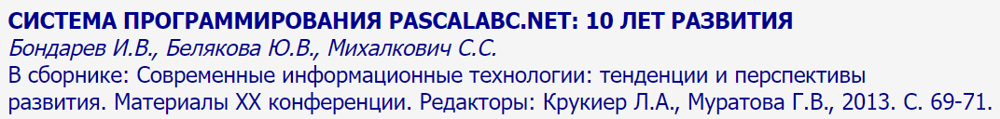 СИСТЕМА ПРОГРАММИРОВАНИЯ PASCALABC.NET: 10 ЛЕТ РАЗВИТИЯ
Бондарев И.В., Белякова Ю.В., Михалкович С.С.
В сборнике: Современные информационные технологии: тенденции и перспективы
развития. Материалы XX конференции. Редакторы: Крукиер Л.А., Муратова Г.В., 2013. С. 69-71.